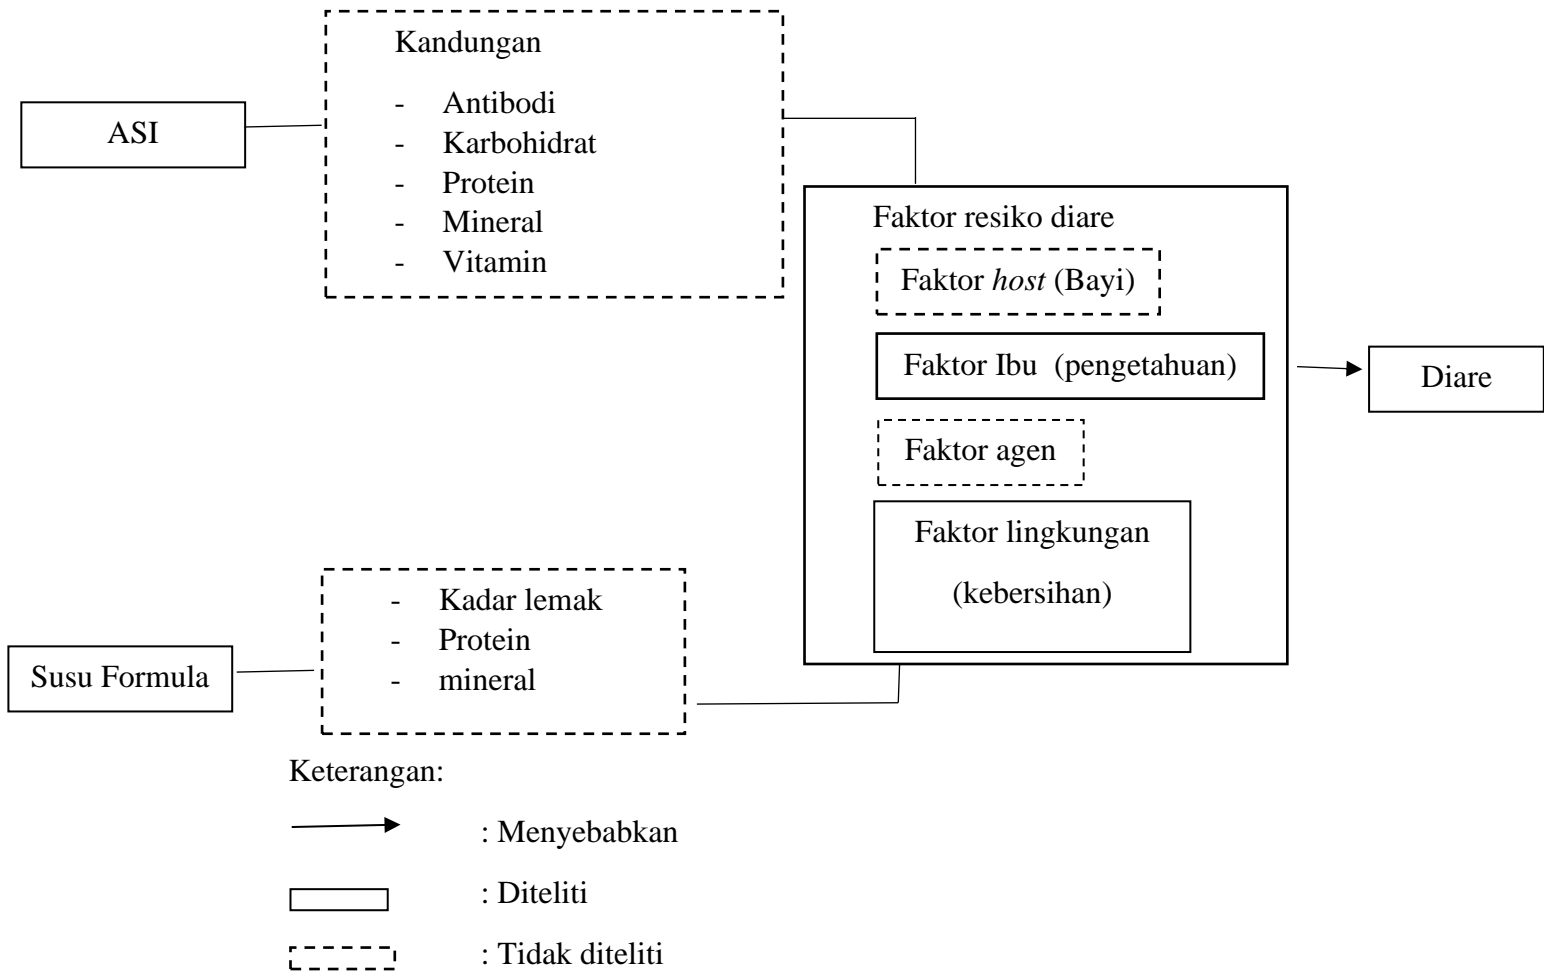 ASI
Kandungan
- Antibodi
- Karbohidrat
- Protein
- Mineral
- Vitamin
Faktor resiko diare
Faktor host (Bayi)
Faktor Ibu (pengetahuan)
Faktor agen
Faktor lingkungan
(kebersihan)
Diare
Susu Formula
- Kadar lemak
- Protein
- mineral
Keterangan:
: Menyebabkan
: Diteliti
: Tidak diteliti